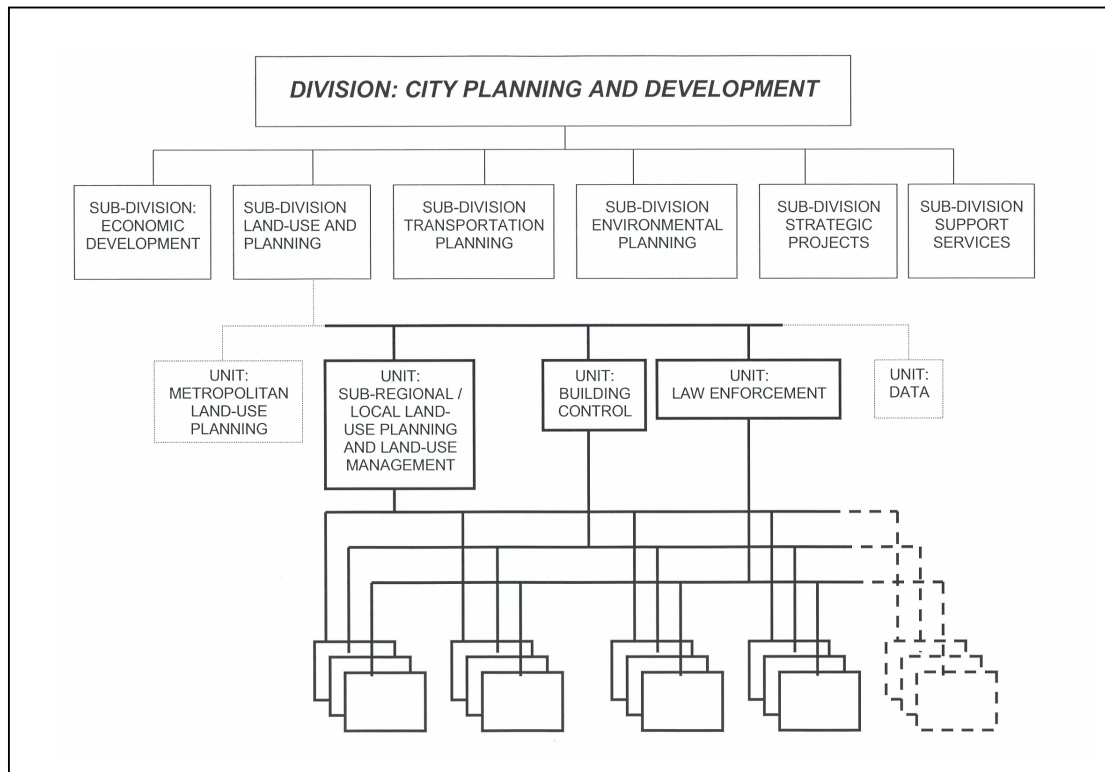 DIVISION: CITY PLANNING AND DEVELOPMENT
SUB-DIVISION:
ECONOMIC
DEVELOPMENT
SUB-DIVISION
LAND-USE AND
PLANNING
SUB-DIVISION
TRANSPORTATION
PLANNING
SUB-DIVISION
ENVIRONMENTAL
PLANNING
SUB-DIVISION
STRATEGIC
PROJECTS
SUB-DIVISION
SUPPORT
SERVICES
UNIT:
METROPOLITAN
LAND-USE
PLANNING
UNIT:
SUB-REGIONAL /
LOCAL LAND-
USE PLANNING
AND LAND-USE
MANAGEMENT
UNIT:
BUILDING
CONTROL
UNIT:
LAW ENFORCEMENT
UNIT:
DATA